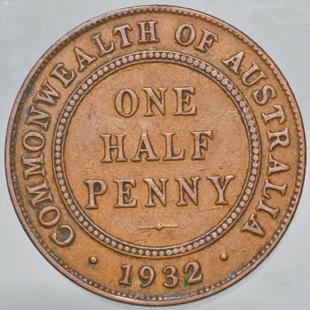 COMMONWEALTH OF AUSTRALIA
ONE
HALF
PENNY
· 1932 ·